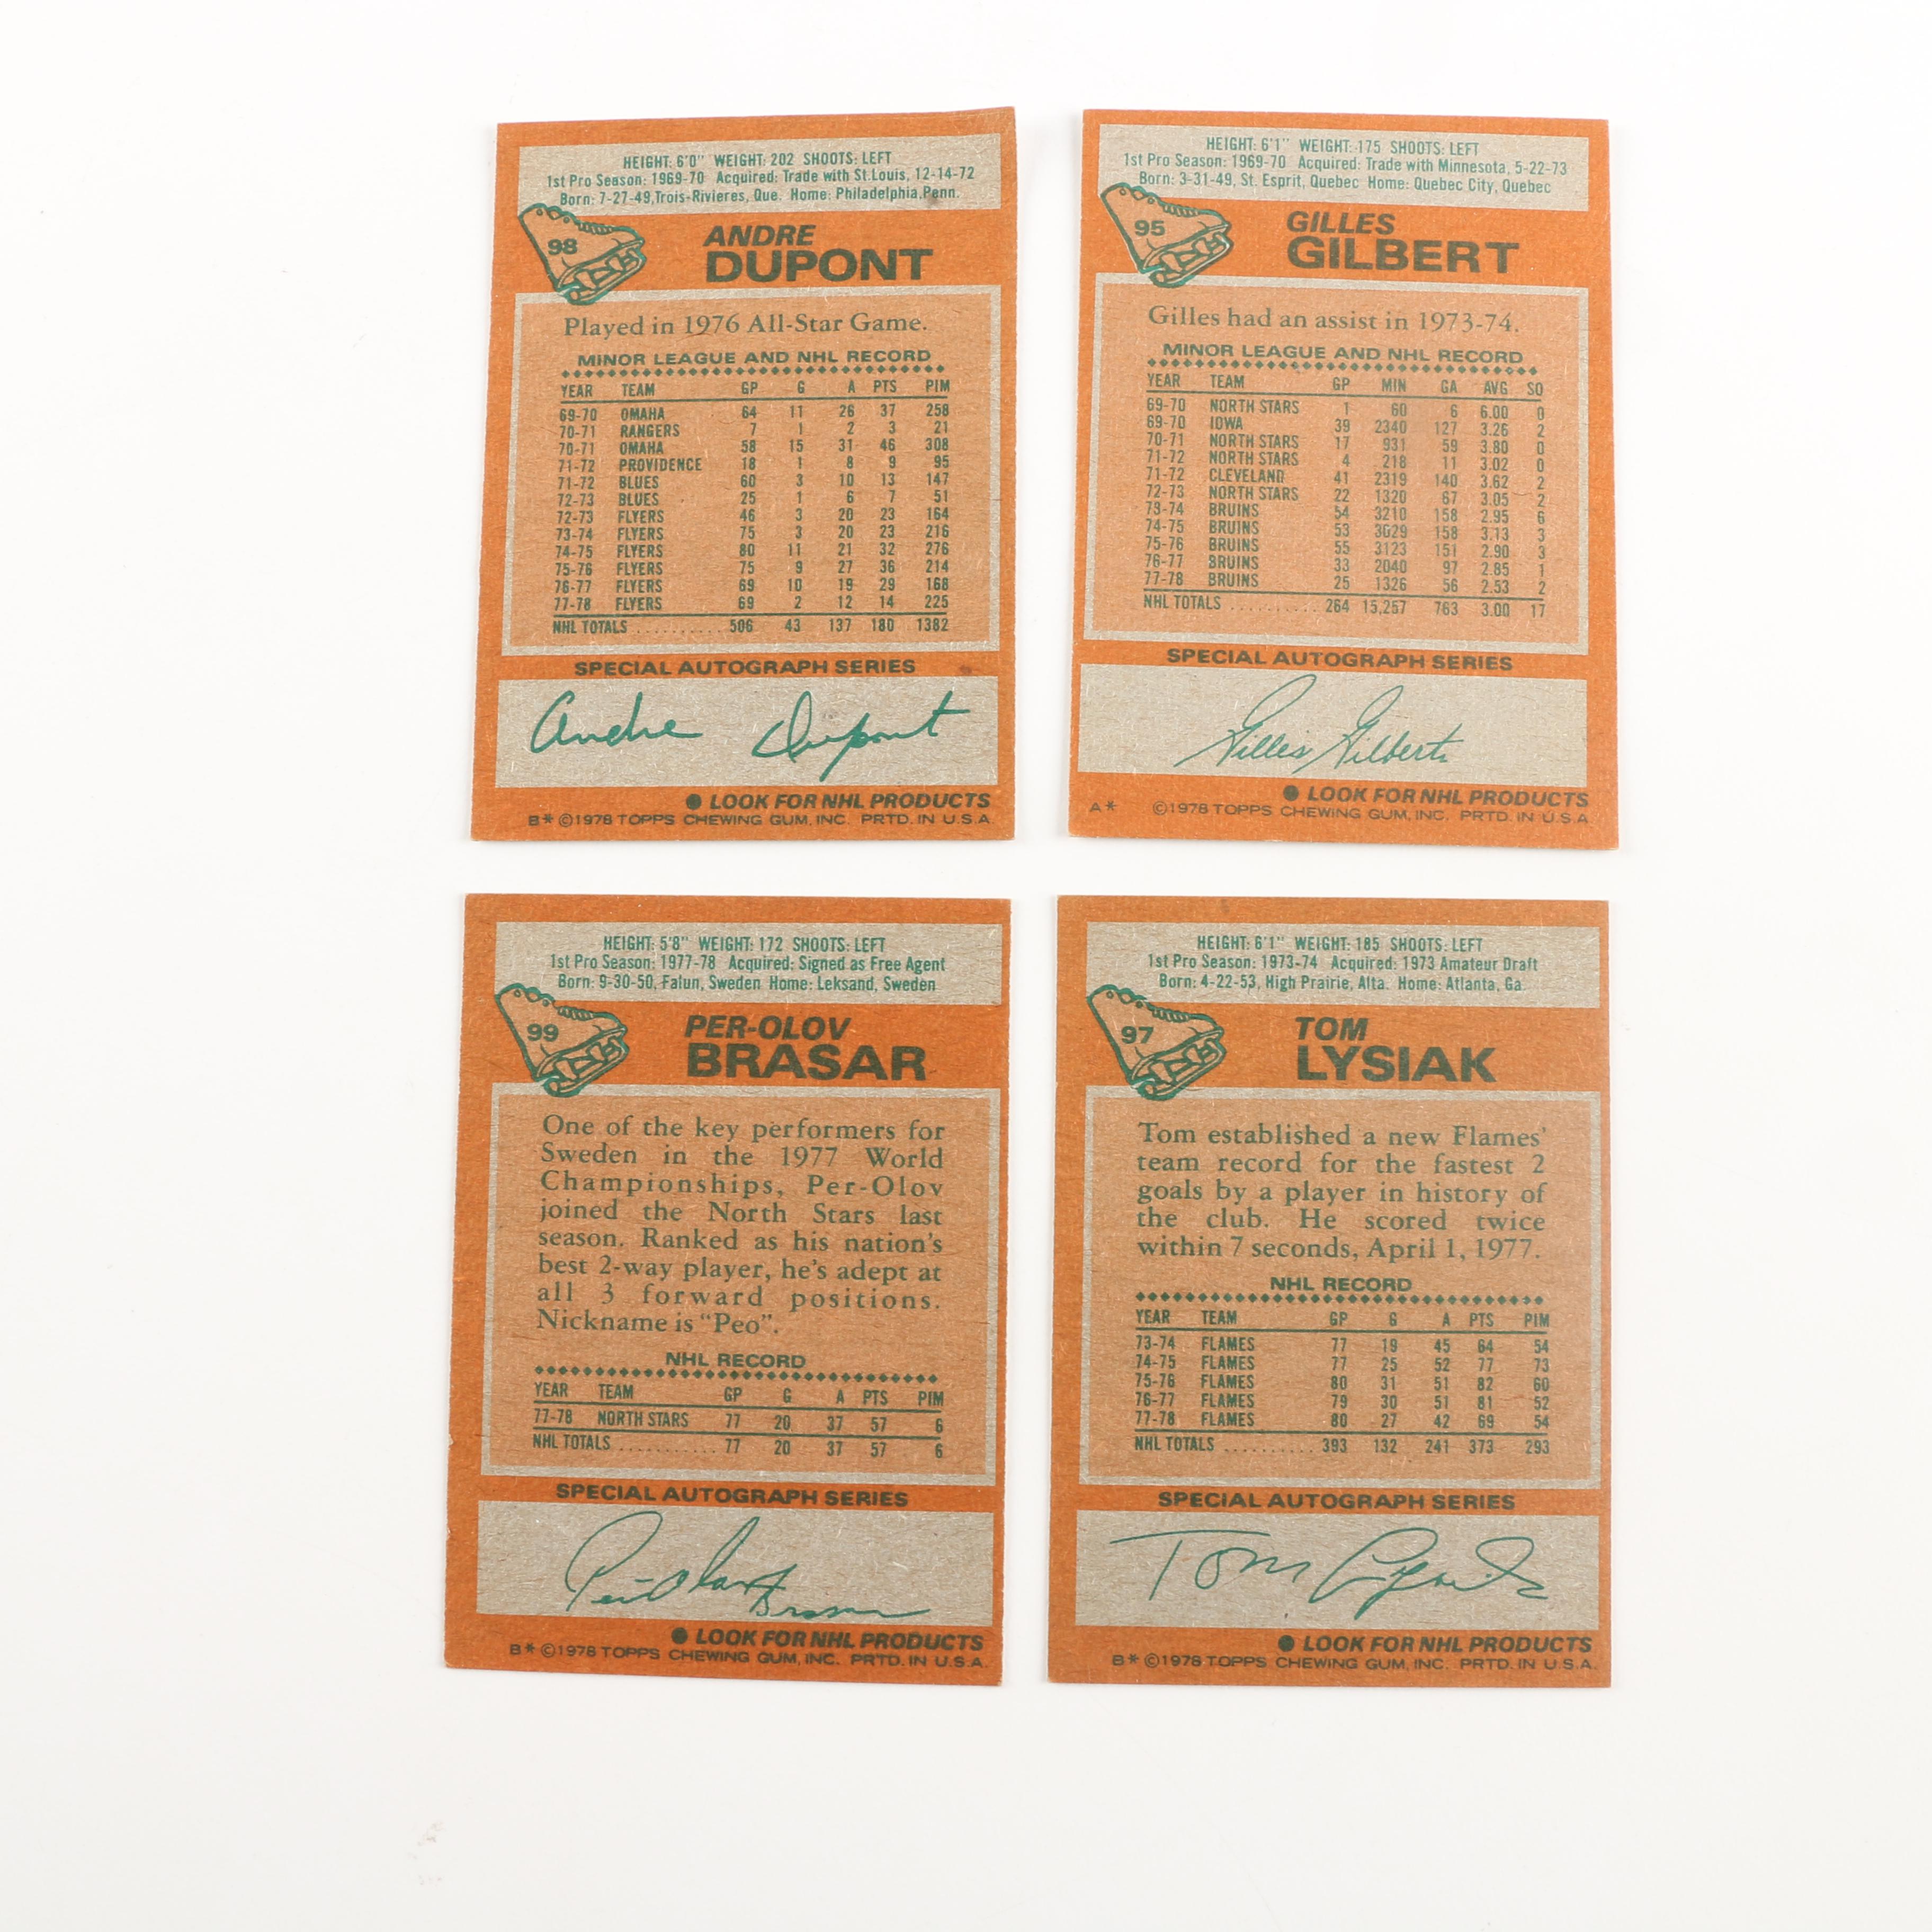 HEIGHT: 6'0" WEIGHT: 202 SHOOTS: LEFT
1st Pro Season: 1969-70 Acquired: Trade with St.Louis, 12-14-72
Born: 7-27-49,Trois-Rivieres, Que. Home: Philadelphia,Penn.
98
ANDRE
DUPONT
Played in 1976 All-Star Game.
MINOR LEAGUE AND NHL RECORD
YEAR TEAM GP G A PTS PIM
69-70 OMAHA 64 11 26 37 258
70-71 RANGERS 7 1 2 3 21
70-71 OMAHA 58 15 31 46 308
71-72 PROVIDENCE 18 1 8 9 95
71-72 BLUES 60 3 10 13 147
72-73 BLUES 25 1 6 7 51
72-73 FLYERS 46 3 20 23 164
73-74 FLYERS 75 3 20 23 216
74-75 FLYERS 80 11 21 32 276
75-76 FLYERS 75 9 27 36 214
76-77 FLYERS 69 10 19 29 168
77-78 FLYERS 69 2 12 14 225
NHL TOTALS .......... 506 43 137 180 1382
SPECIAL AUTOGRAPH SERIES
Andre Dupont
● LOOK FOR NHL PRODUCTS
B* ©1978 TOPPS CHEWING GUM, INC. PRTD. IN U.S.A
HEIGHT: 6'1" WEIGHT: 175 SHOOTS: LEFT
1st Pro Season: 1969-70 Acquired: Trade with Minnesota, 5-22-73
Born: 3-31-49, St. Esprit, Quebec Home: Quebec City, Quebec
95
GILLES
GILBERT
Gilles had an assist in 1973-74.
MINOR LEAGUE AND NHL RECORD
YEAR TEAM GP MIN GA AVG SO
69-70 NORTH STARS 1 60 6 6.00 0
69-70 IOWA 39 2340 127 3.26 2
70-71 NORTH STARS 17 931 59 3.80 0
71-72 NORTH STARS 4 218 11 3.02 0
71-72 CLEVELAND 41 2319 140 3.62 2
72-73 NORTH STARS 22 1320 67 3.05 2
73-74 BRUINS 54 3210 158 2.95 6
74-75 BRUINS 53 3029 158 3.13 3
75-76 BRUINS 55 3123 151 2.90 3
76-77 BRUINS 33 2040 97 2.85 1
77-78 BRUINS 25 1326 56 2.53 2
NHL TOTALS .......... 264 15,257 763 3.00 17
SPECIAL AUTOGRAPH SERIES
Gilles Gilbert
● LOOK FOR NHL PRODUCTS
A* ©1978 TOPPS CHEWING GUM, INC. PRTD. IN U.S.A
HEIGHT: 5'8" WEIGHT: 172 SHOOTS: LEFT
1st Pro Season: 1977-78 Acquired: Signed as Free Agent
Born: 9-30-50, Falun, Sweden Home: Leksand, Sweden
99
PER-OLOV
BRASAR
One of the key performers for
Sweden in the 1977 World
Championships, Per-Olov
joined the North Stars last
season. Ranked as his nation's
best 2-way player, he's adept at
all 3 forward positions.
Nickname is "Peo".
NHL RECORD
YEAR TEAM GP G A PTS PIM
77-78 NORTH STARS 77 20 37 57 6
NHL TOTALS .......... 77 20 37 57 6
SPECIAL AUTOGRAPH SERIES
Per-Olov Brasar
● LOOK FOR NHL PRODUCTS
B* ©1978 TOPPS CHEWING GUM, INC. PRTD. IN U.S.A.
HEIGHT: 6'1" WEIGHT: 185 SHOOTS: LEFT
1st Pro Season: 1973-74 Acquired: 1973 Amateur Draft
Born: 4-22-53, High Prairie, Alta. Home: Atlanta, Ga.
97
TOM
LYSIAK
Tom established a new Flames'
team record for the fastest 2
goals by a player in history of
the club. He scored twice
within 7 seconds, April 1, 1977.
NHL RECORD
YEAR TEAM GP G A PTS PIM
73-74 FLAMES 77 19 45 64 54
74-75 FLAMES 77 25 52 77 73
75-76 FLAMES 80 31 51 82 60
76-77 FLAMES 79 30 51 81 52
77-78 FLAMES 80 27 42 69 54
NHL TOTALS .......... 393 132 241 373 293
SPECIAL AUTOGRAPH SERIES
Tom Lysiak
● LOOK FOR NHL PRODUCTS
B* ©1978 TOPPS CHEWING GUM, INC. PRTD. IN U.S.A.